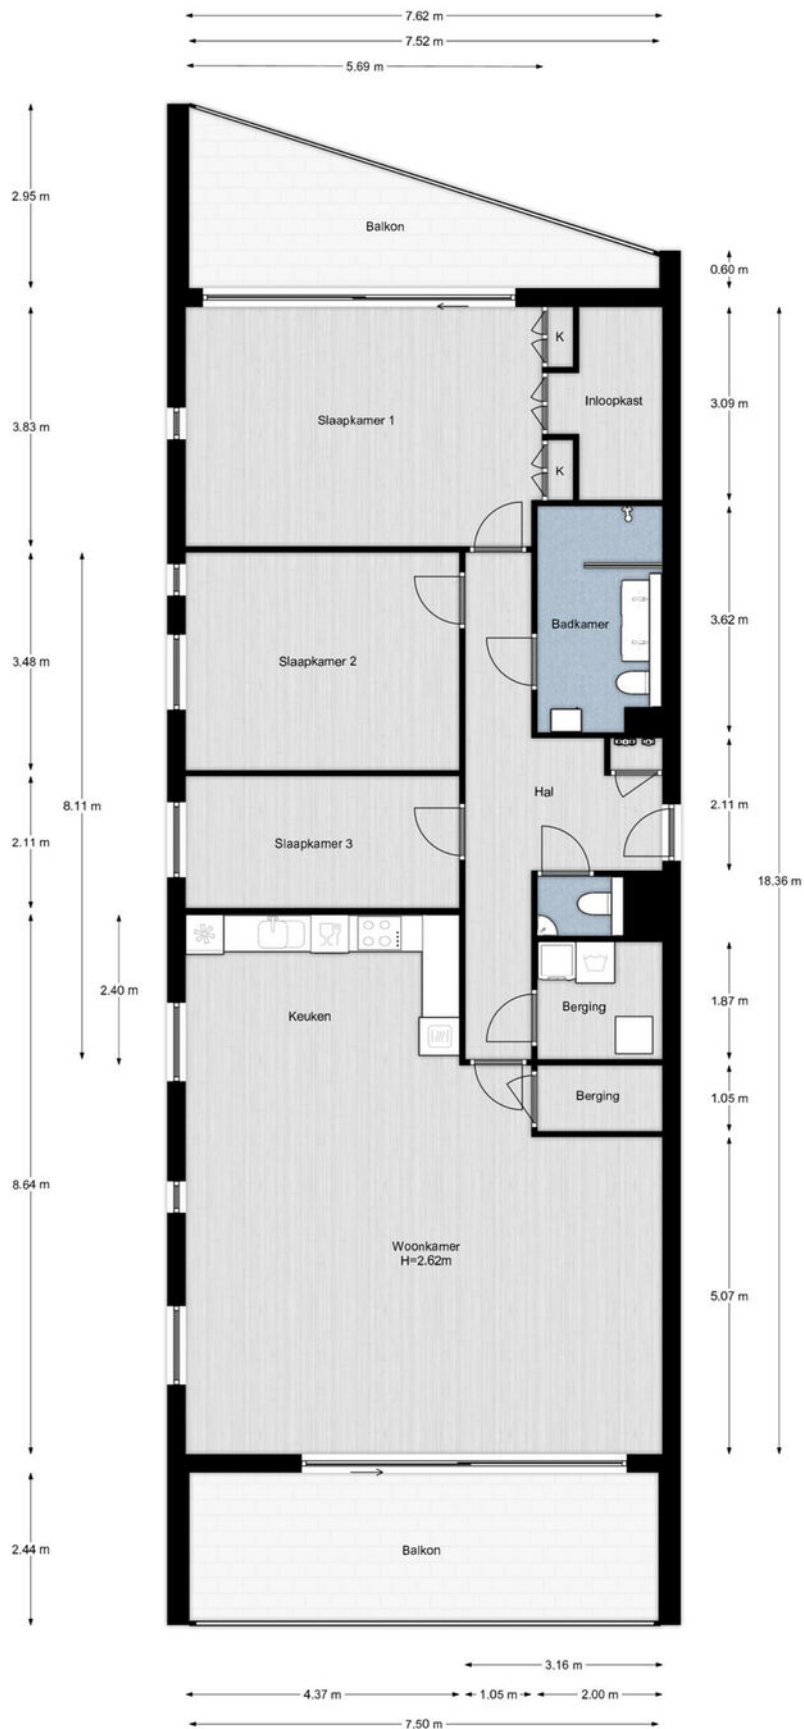 7.62 m
7.52 m
5.69 m
2.95 m
Balkon
0.60 m
K
Inloopkast
3.09 m
Slaapkamer 1
3.83 m
K
Badkamer
3.62 m
3.48 m
Slaapkamer 2
Hal
8.11 m
2.11 m
2.11 m
Slaapkamer 3
18.36 m
2.40 m
Keuken
Berging
1.87 m
Berging
1.05 m
8.64 m
Woonkamer
H=2.62m
5.07 m
2.44 m
Balkon
3.16 m
4.37 m
1.05 m
2.00 m
7.50 m